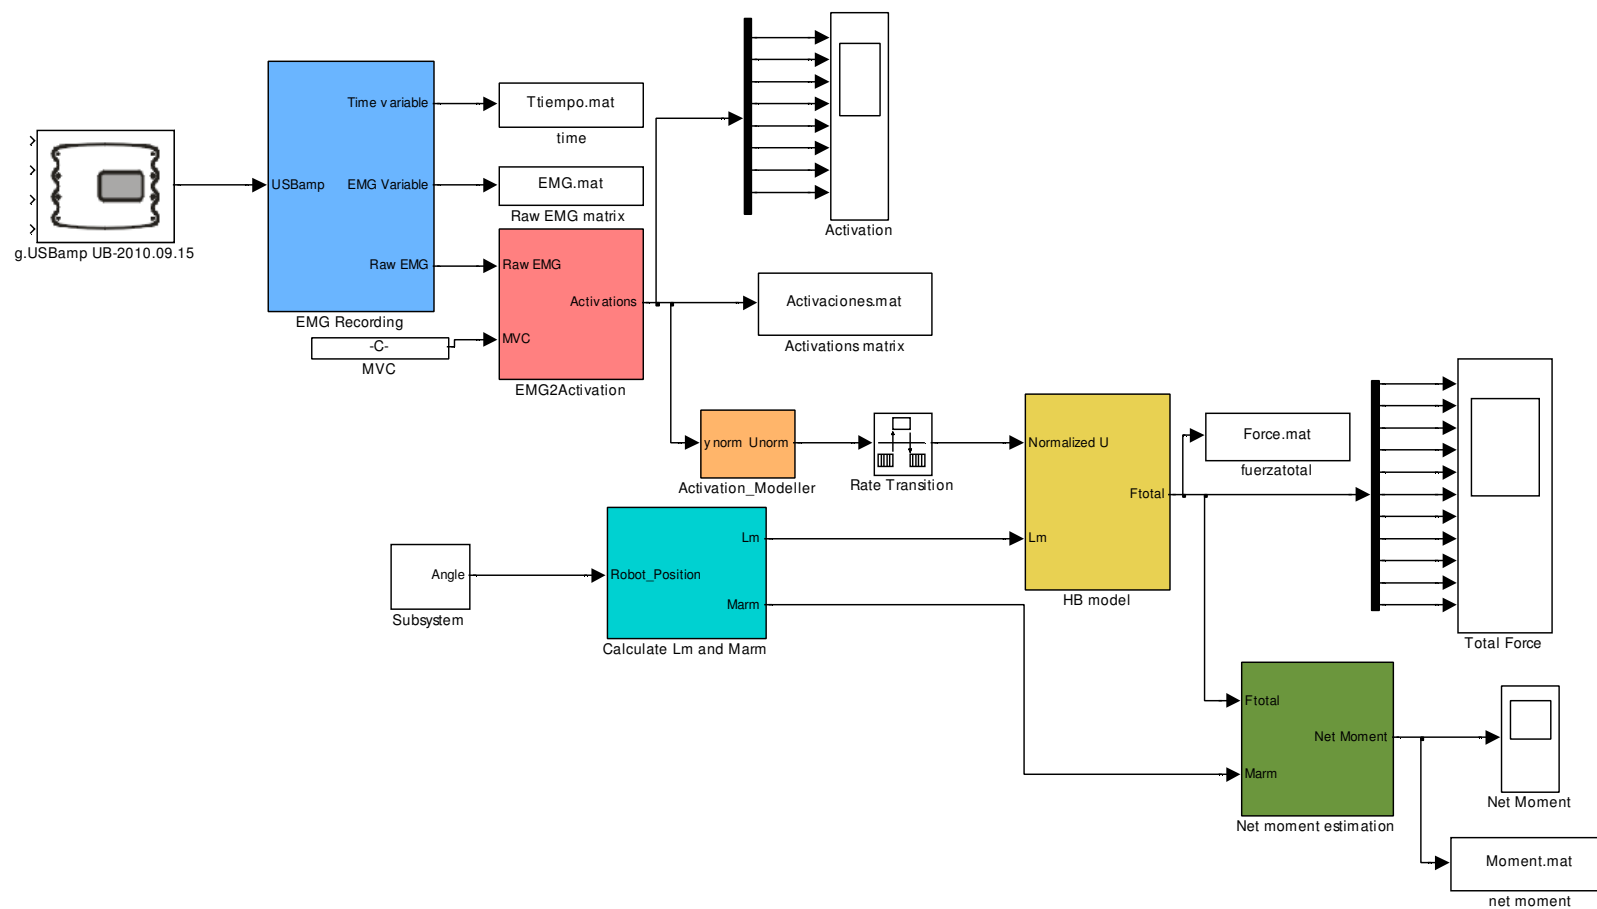 g.USBamp UB-2010.09.15
USBamp
Time variable
EMG Variable
Raw EMG
EMG Recording
Ttiempo.mat
time
EMG.mat
Raw EMG matrix
-C-
MVC
Raw EMG
Activations
MVC
EMG2Activation
Activation
Activaciones.mat
Activations matrix
y norm Unorm
Activation_Modeller
Rate Transition
Angle
Subsystem
Lm
Robot_Position
Marm
Calculate Lm and Marm
Normalized U
Ftotal
Lm
HB model
Force.mat
fuerzatotal
Total Force
Ftotal
Net Moment
Marm
Net moment estimation
Net Moment
Moment.mat
net moment